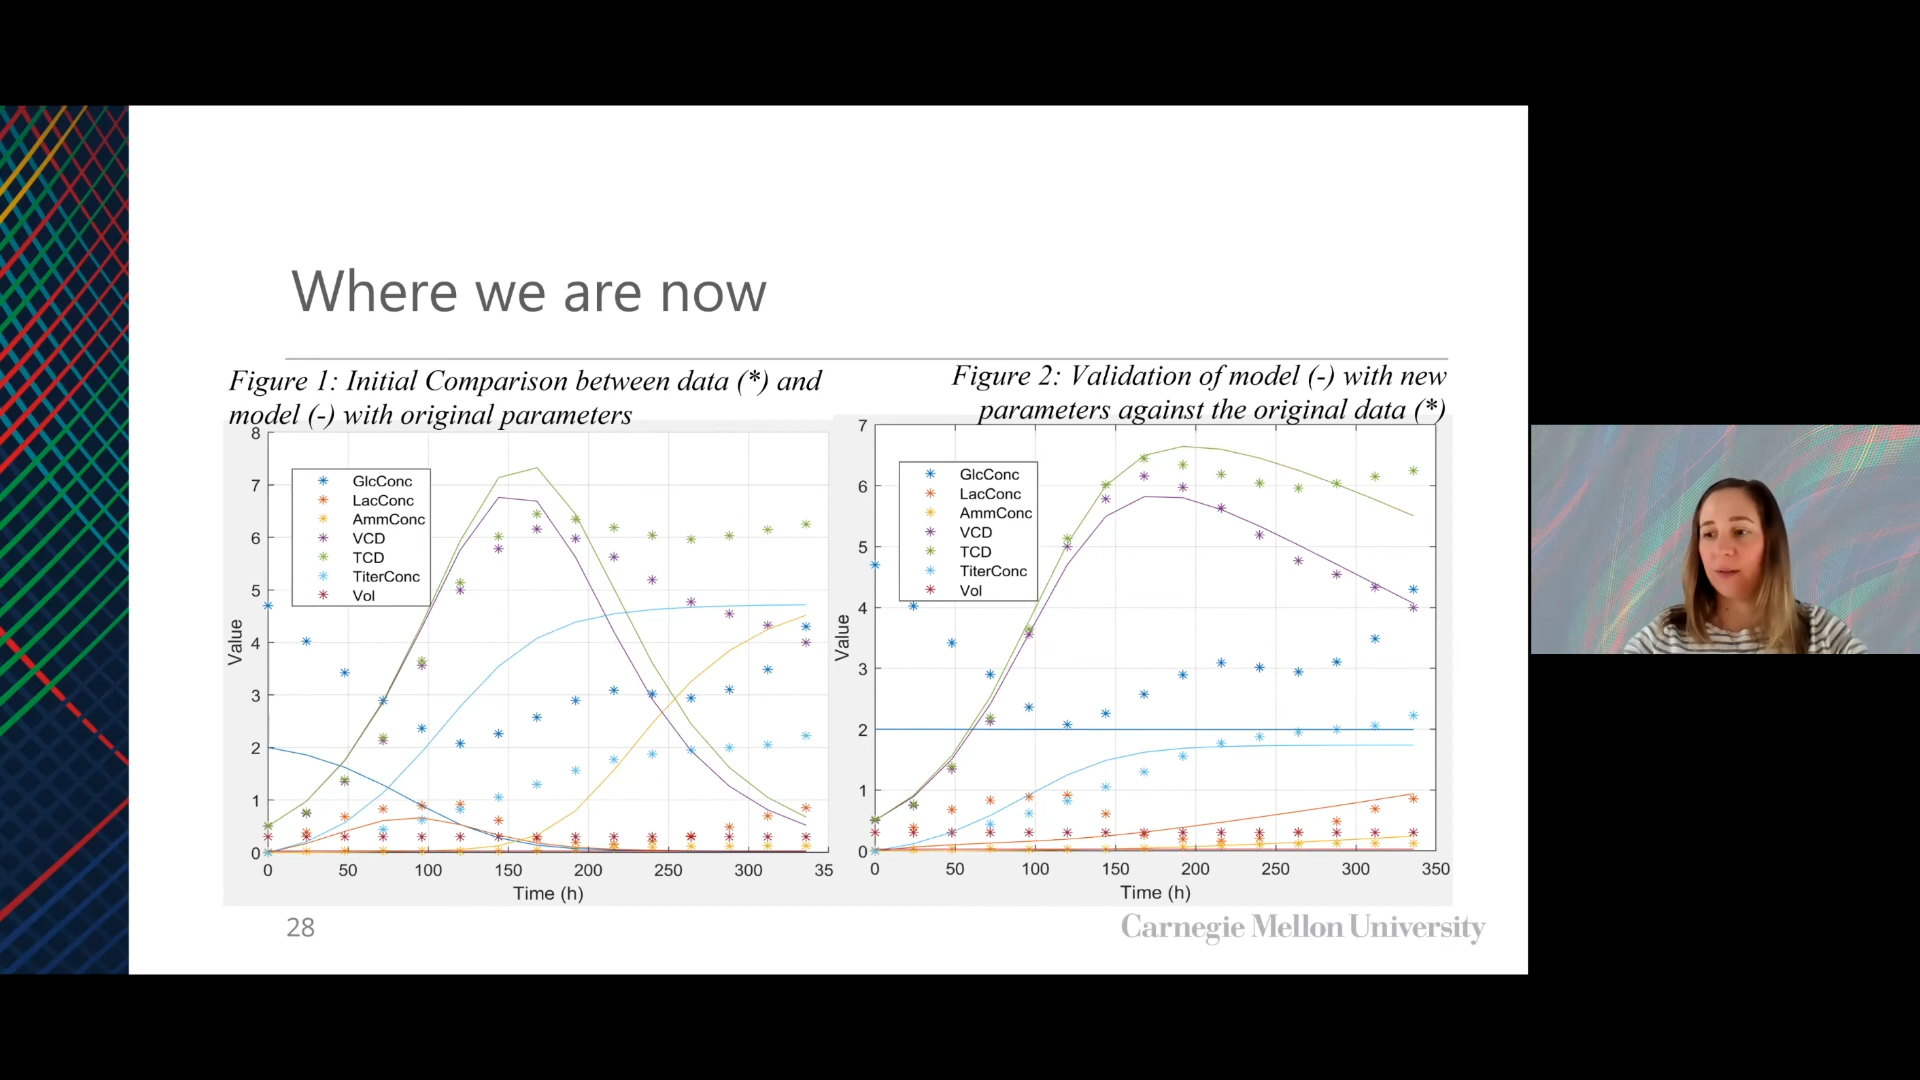 Where we are now
Figure 1: Initial Comparison between data (*) and
model (-) with original parameters
8
7
6
5
4
3
2
1
0
Value
GlcConc
LacConc
AmmConc
VCD
TCD
TiterConc
Vol
0 50 100 150 200 250 300 35
Time (h)
Figure 2: Validation of model (-) with new
parameters against the original data (*)
7
6
5
4
3
2
1
0
Value
GlcConc
LacConc
AmmConc
VCD
TCD
TiterConc
Vol
0 50 100 150 200 250 300 350
Time (h)
28
Carnegie Mellon University